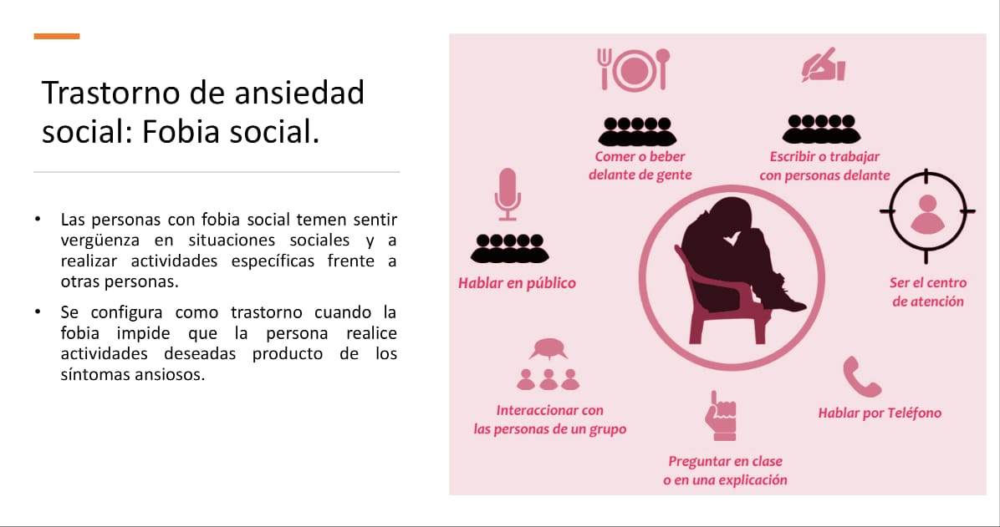 Trastorno de ansiedad
social: Fobia social.
• Las personas con fobia social temen sentir
vergüenza en situaciones sociales y a
realizar actividades específicas frente a
otras personas.
• Se configura como trastorno cuando la
fobia impide que la persona realice
actividades deseadas producto de los
síntomas ansiosos.
Comer o beber
delante de gente
Escribir o trabajar
con personas delante
Hablar en público
Ser el centro
de atención
Interaccionar con
las personas de un grupo
Hablar por Teléfono
Preguntar en clase
o en una explicación